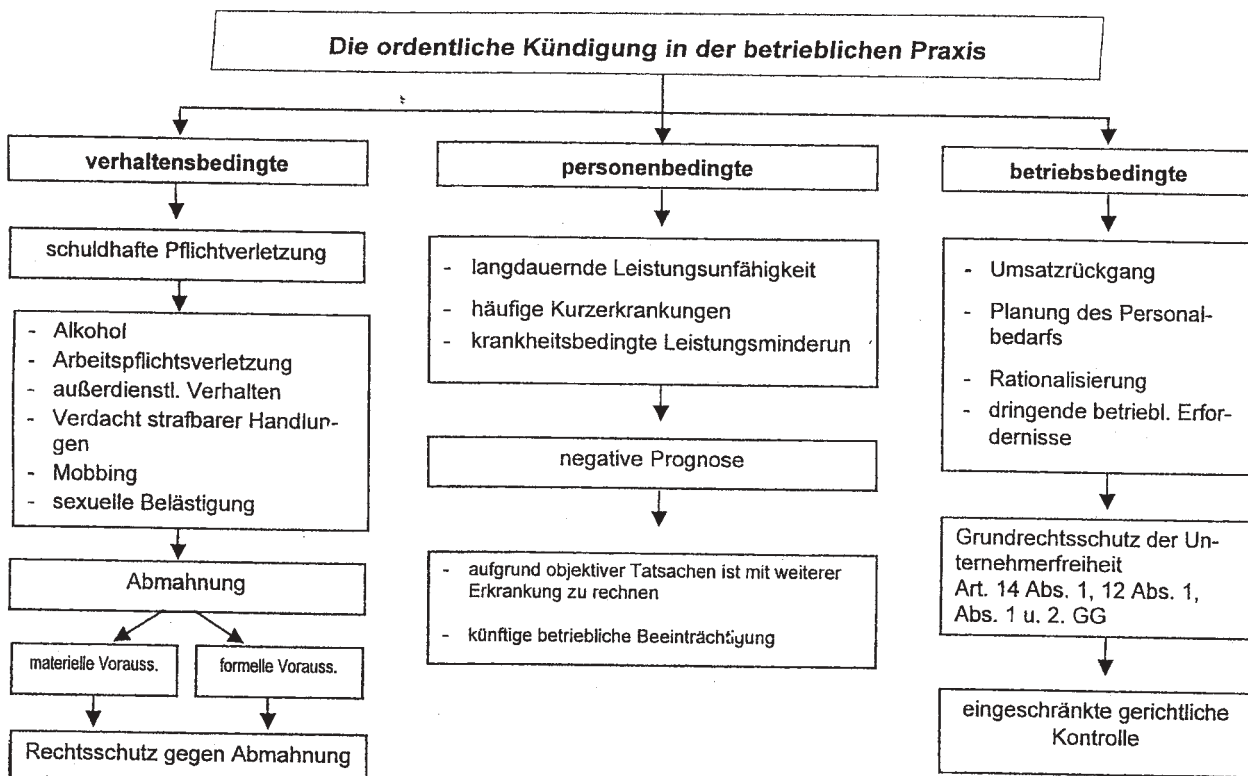 Die ordentliche Kündigung in der betrieblichen Praxis
verhaltensbedingte
schuldhafte Pflichtverletzung
- Alkohol
- Arbeitspflichtsverletzung
- außerdienstl. Verhalten
- Verdacht strafbarer Handlun-
gen
- Mobbing
- sexuelle Belästigung
Abmahnung
materielle Vorauss.
formelle Vorauss.
Rechtsschutz gegen Abmahnung
personenbedingte
- langdauernde Leistungsunfähigkeit
- häufige Kurzerkrankungen
- krankheitsbedingte Leistungsminderun
negative Prognose
- aufgrund objektiver Tatsachen ist mit weiterer
Erkrankung zu rechnen
- künftige betriebliche Beeinträchtigung
betriebsbedingte
- Umsatzrückgang
- Planung des Personal-
bedarfs
- Rationalisierung
- dringende betriebl. Erfor-
dernisse
Grundrechtsschutz der Un-
ternehmerfreiheit
Art. 14 Abs. 1, 12 Abs. 1,
Abs. 1 u. 2. GG
eingeschränkte gerichtliche
Kontrolle